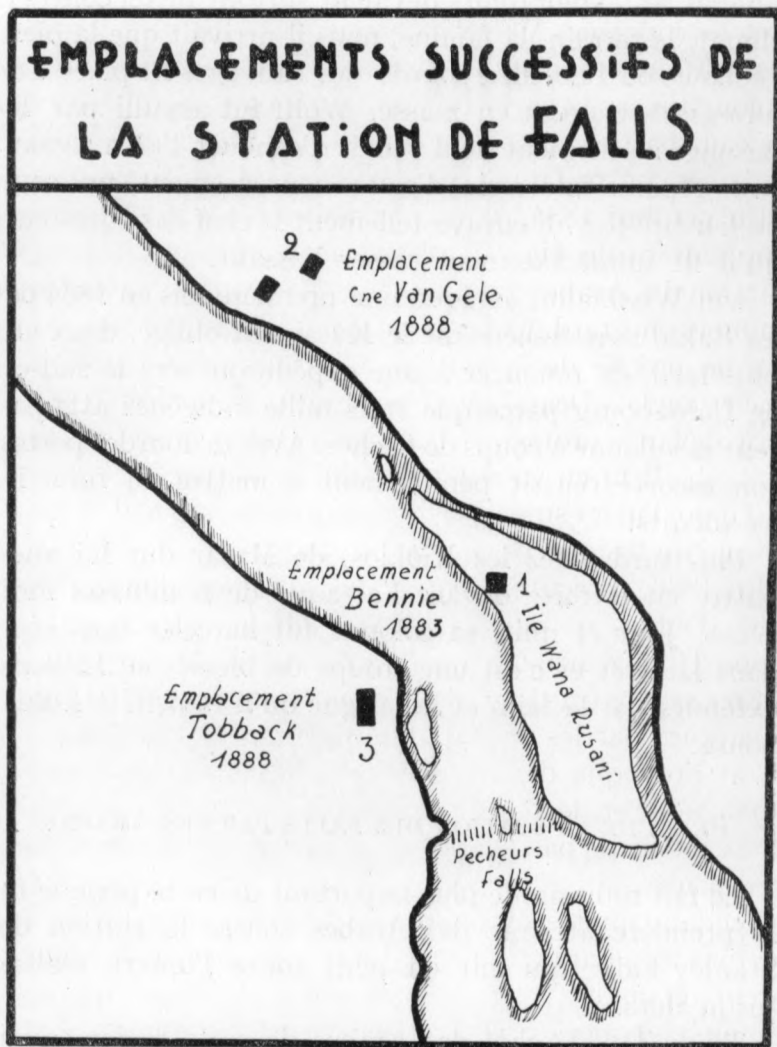 EMPLACEMENTS SUCCESSIFS DE
LA STATION DE FALLS
2
Emplacement
Cne Van Gele
1888
Emplacement
Bennie
1883
1
Île Wana Rusani
Emplacement
Tobback
1888
3
Pecheurs
Falls